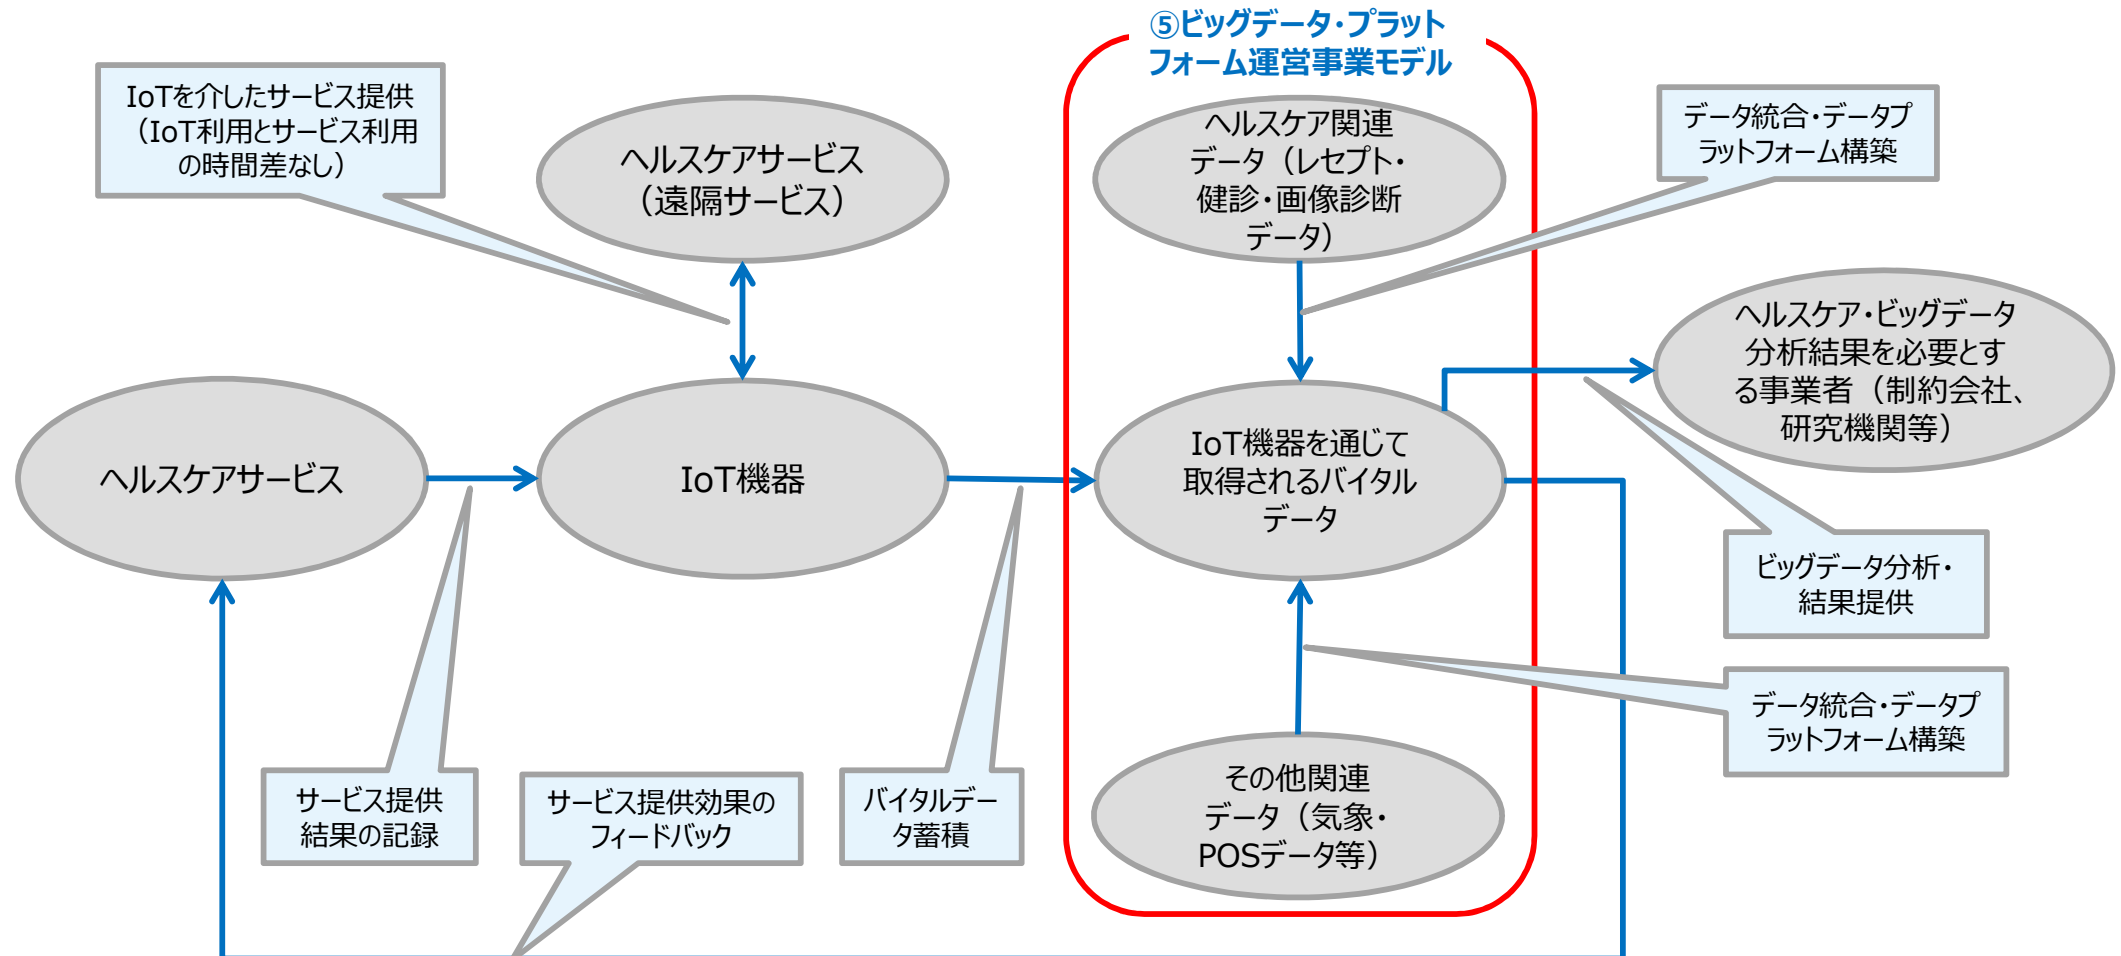 ⑤ビッグデータ・プラット
フォーム運営事業モデル
IoTを介したサービス提供
（IoT利用とサービス利用
の時間差なし）
ヘルスケアサービス
（遠隔サービス）
ヘルスケア関連
データ（レセプト・
健診・画像診断
データ）
データ統合・データプ
ラットフォーム構築
ヘルスケア・ビッグデータ
分析結果を必要とす
る事業者（制約会社、
研究機関等）
ヘルスケアサービス
IoT機器
IoT機器を通じて
取得されるバイタル
データ
ビッグデータ分析・
結果提供
データ統合・データプ
ラットフォーム構築
サービス提供
結果の記録
サービス提供効果の
フィードバック
バイタルデー
タ蓄積
その他関連
データ（気象・
POSデータ等）